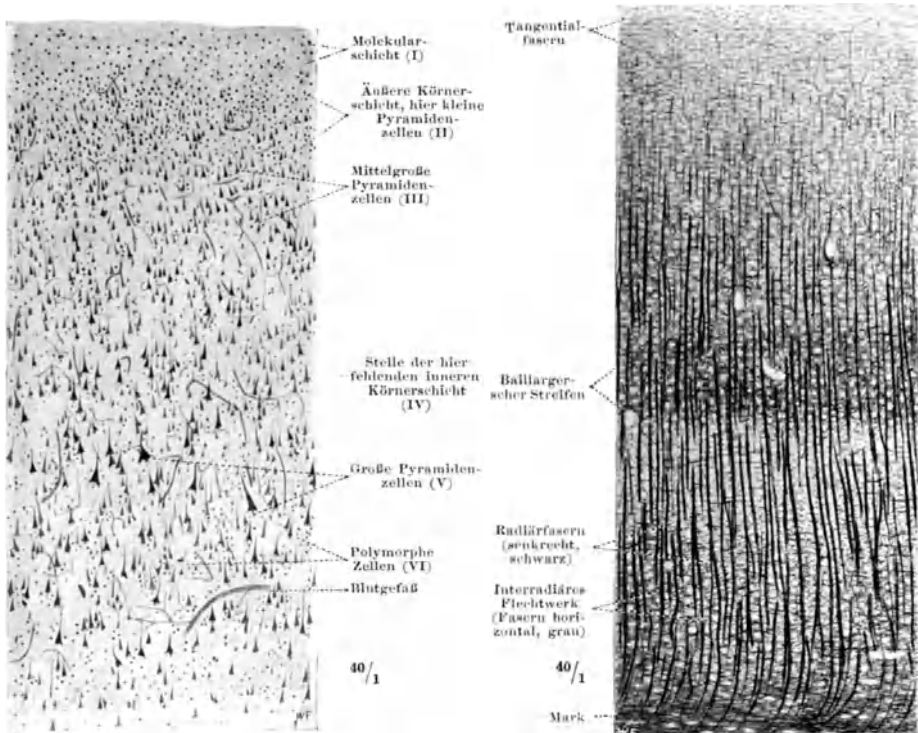 Molekular-
schicht (I)
Äußere Körner-
schicht, hier kleine
Pyramiden-
zellen (II)
Mittelgroße
Pyramiden-
zellen (III)
Stelle der hier
fehlenden inneren
Körnerschicht
(IV)
Große Pyramiden-
zellen (V)
Polymorphe
Zellen (VI)
Blutgefäß
40/1
Tangential-
fasern
Baillarger-
scher Streifen
Radiärfasern
(senkrecht,
schwarz)
Interradiäres
Flechtwerk
(Fasern hori-
zontal, grau)
40/1
Mark